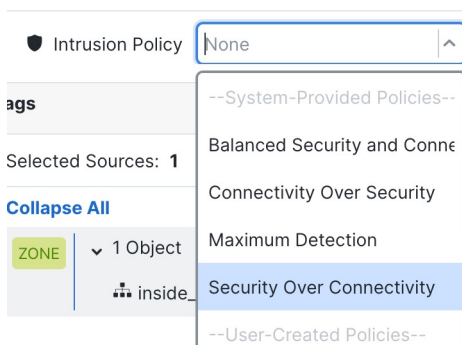 Intrusion Policy None
--System-Provided Policies--
ags
Balanced Security and Conne
Selected Sources: 1
Connectivity Over Security
Collapse All
Maximum Detection
ZONE 1 Object
Security Over Connectivity
inside_
--User-Created Policies--